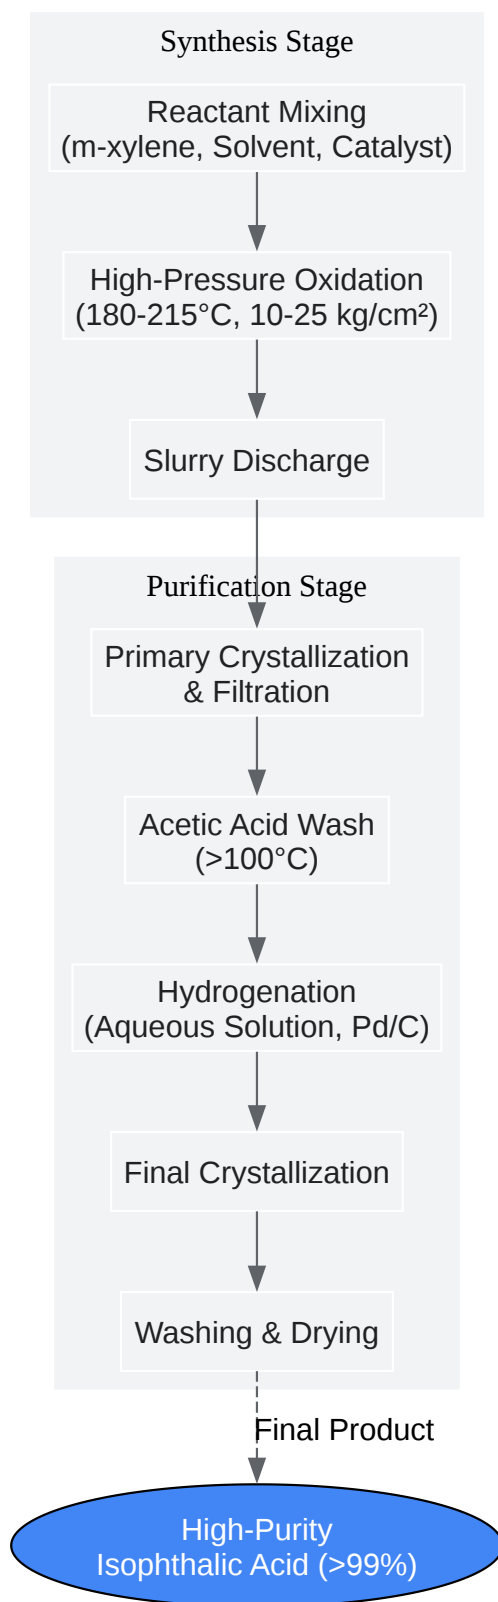 Synthesis Stage
Reactant Mixing
(m-xylene, Solvent, Catalyst)
High-Pressure Oxidation
(180-215°C, 10-25 kg/cm²)
Slurry Discharge
Purification Stage
Primary Crystallization
& Filtration
Acetic Acid Wash
(>100°C)
Hydrogenation
(Aqueous Solution, Pd/C)
Final Crystallization
Washing & Drying
Final Product
High-Purity
Isophthalic Acid (>99%)